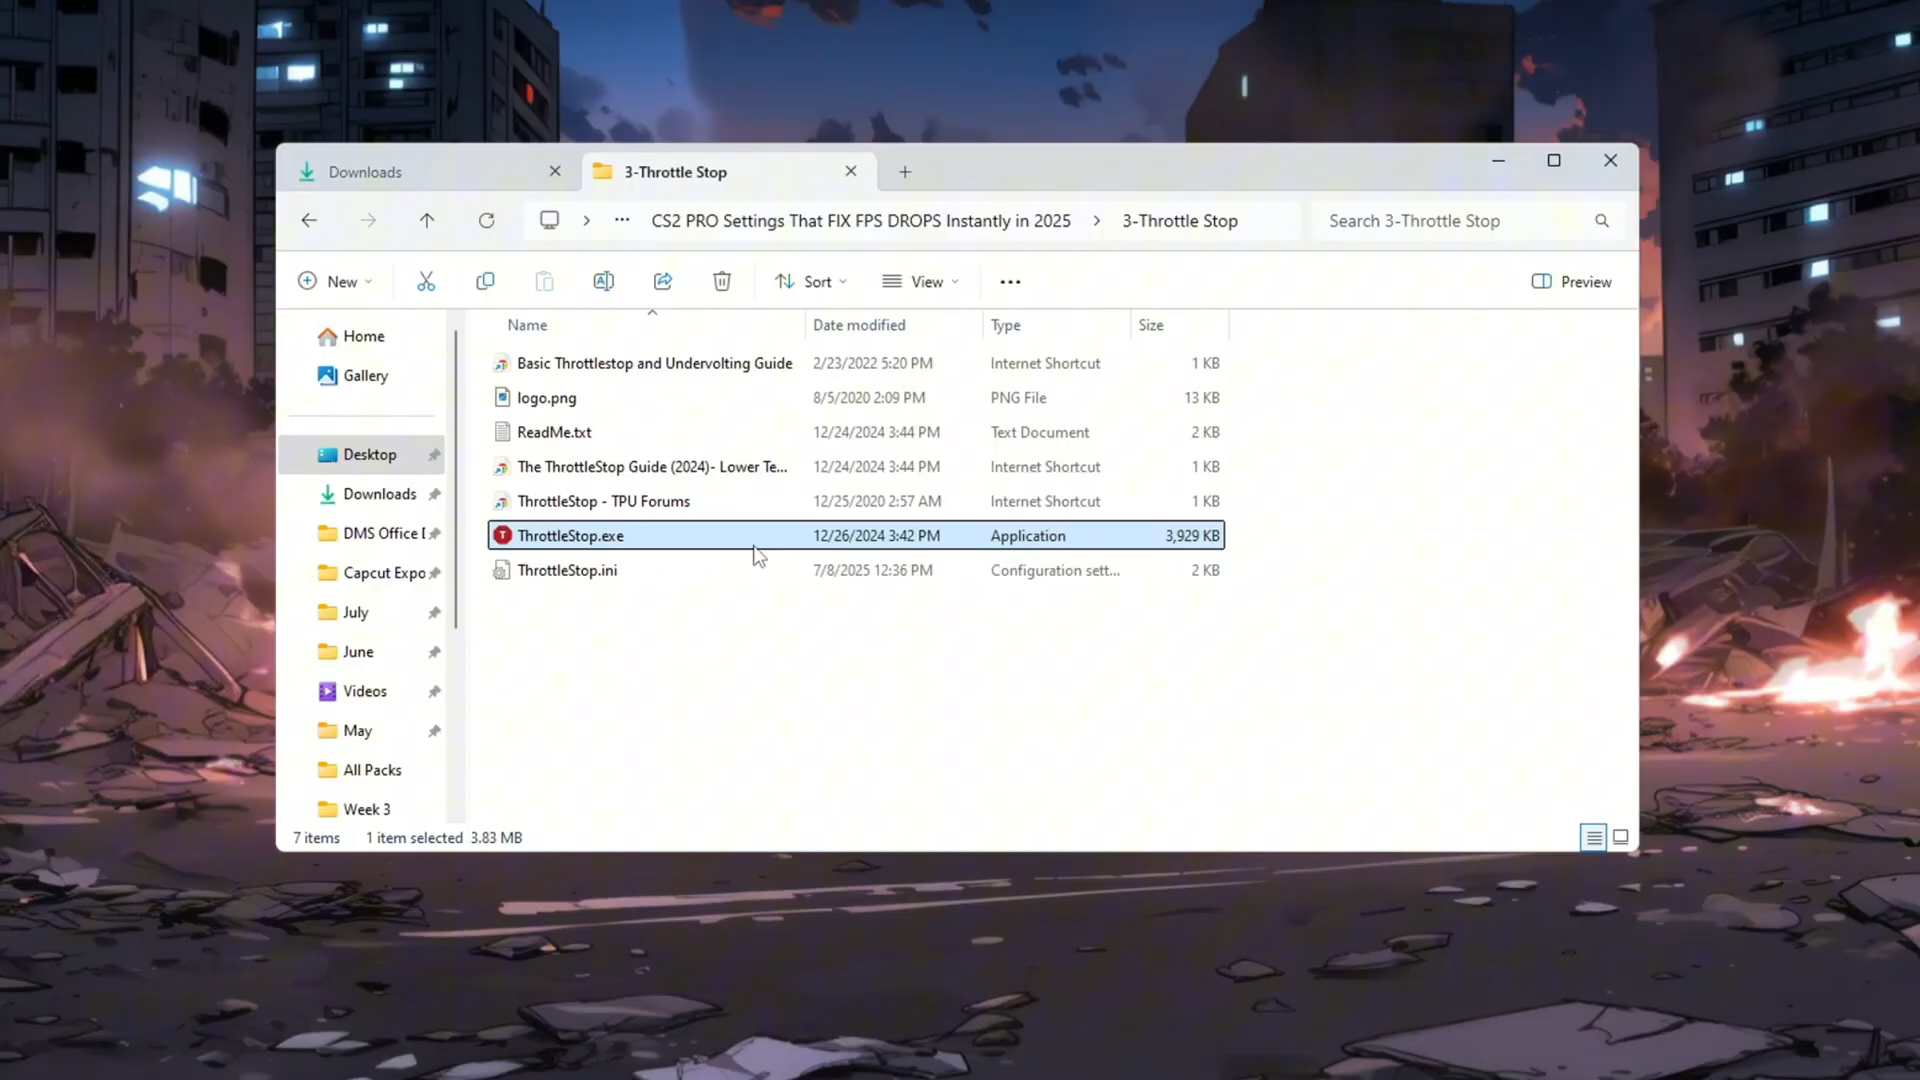 Downloads
3-Throttle Stop
CS2 PRO Settings That FIX FPS DROPS Instantly in 2025 > 3-Throttle Stop
Search 3-Throttle Stop
New
Sort
View
Preview
Home
Gallery
Desktop
Downloads
DMS Office
Capcut Expo
July
June
Videos
May
All Packs
Week 3
Name Date modified Type Size
Basic Throttlestop and Undervolting Guide 2/23/2022 5:20 PM Internet Shortcut 1 KB
logo.png 8/5/2020 2:09 PM PNG File 13 KB
ReadMe.txt 12/24/2024 3:44 PM Text Document 2 KB
The ThrottleStop Guide (2024)- Lower Te... 12/24/2024 3:44 PM Internet Shortcut 1 KB
ThrottleStop - TPU Forums 12/25/2020 2:57 AM Internet Shortcut 1 KB
ThrottleStop.exe 12/26/2024 3:42 PM Application 3,929 KB
ThrottleStop.ini 7/8/2025 12:36 PM Configuration sett... 2 KB
7 items 1 item selected 3.83 MB